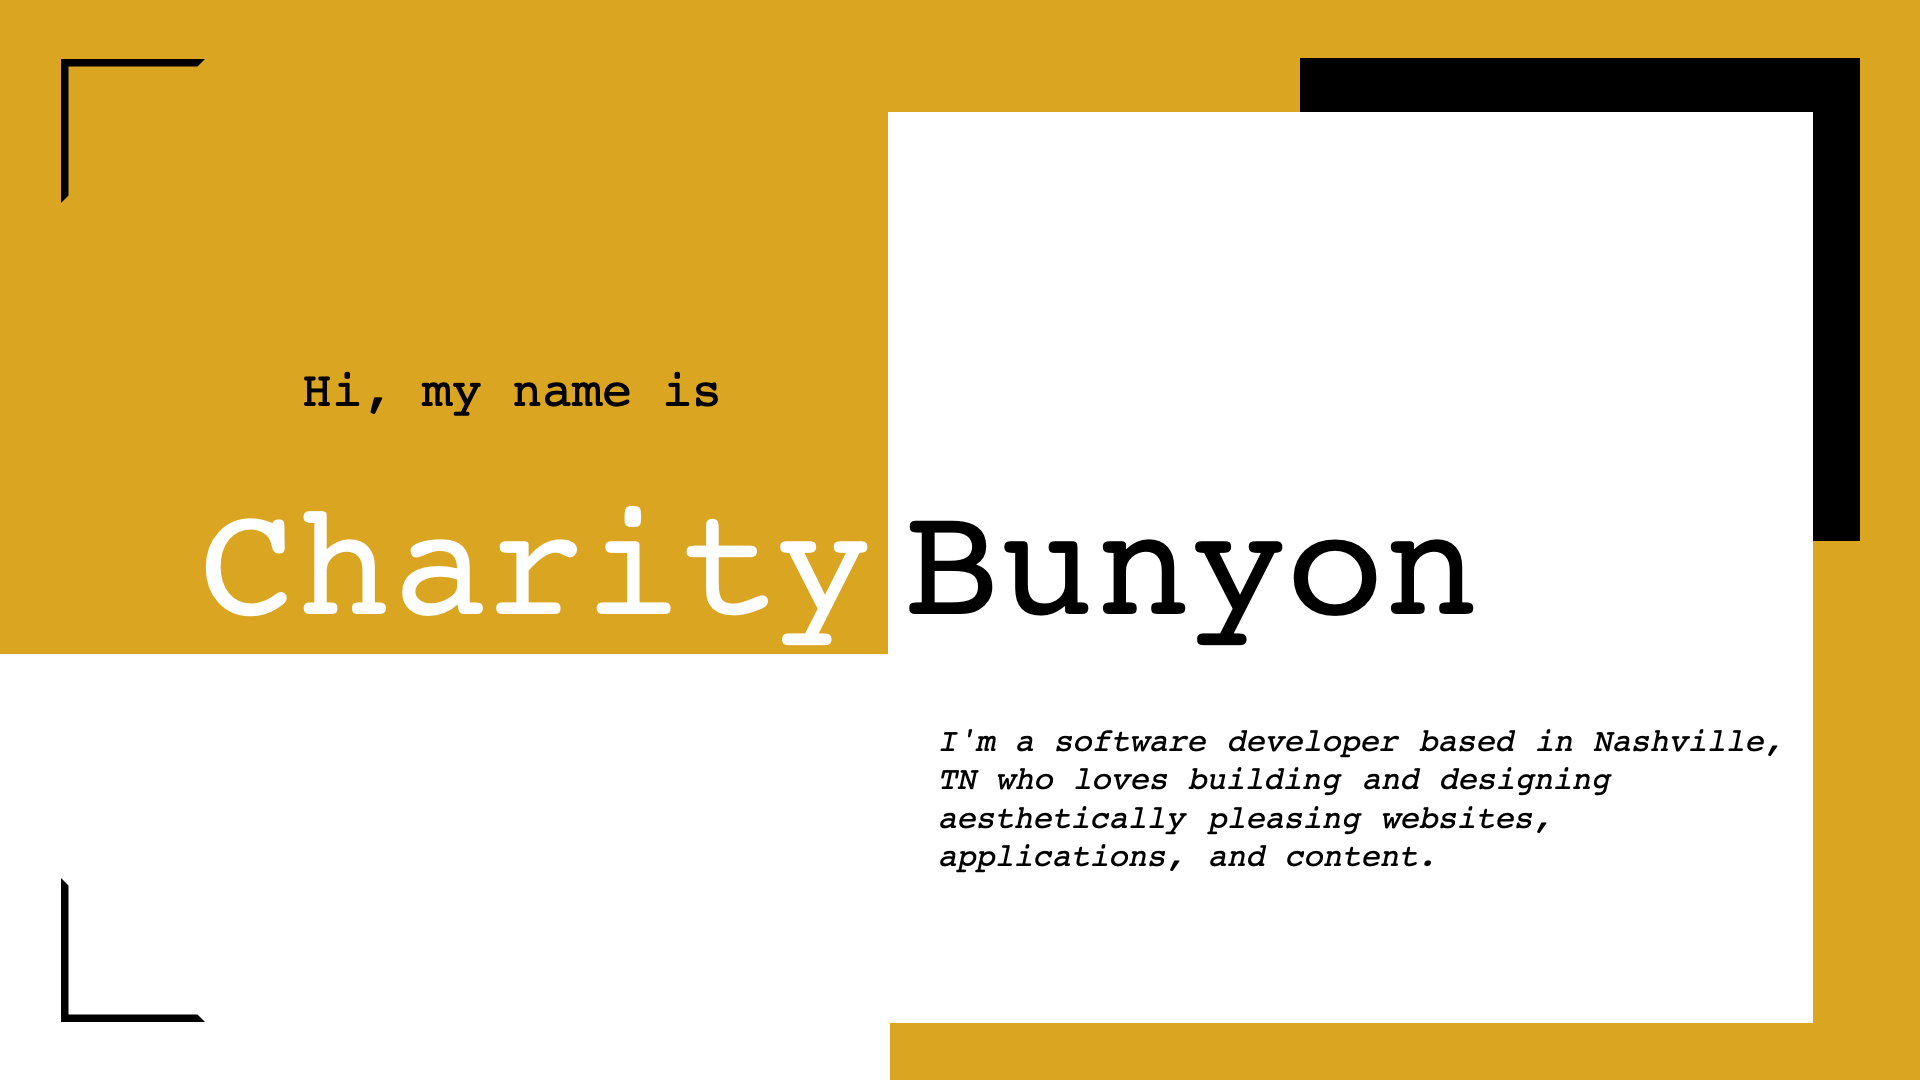 Hi, my name is
Charity Bunyon
I'm a software developer based in Nashville,
TN who loves building and designing
aesthetically pleasing websites,
applications, and content.